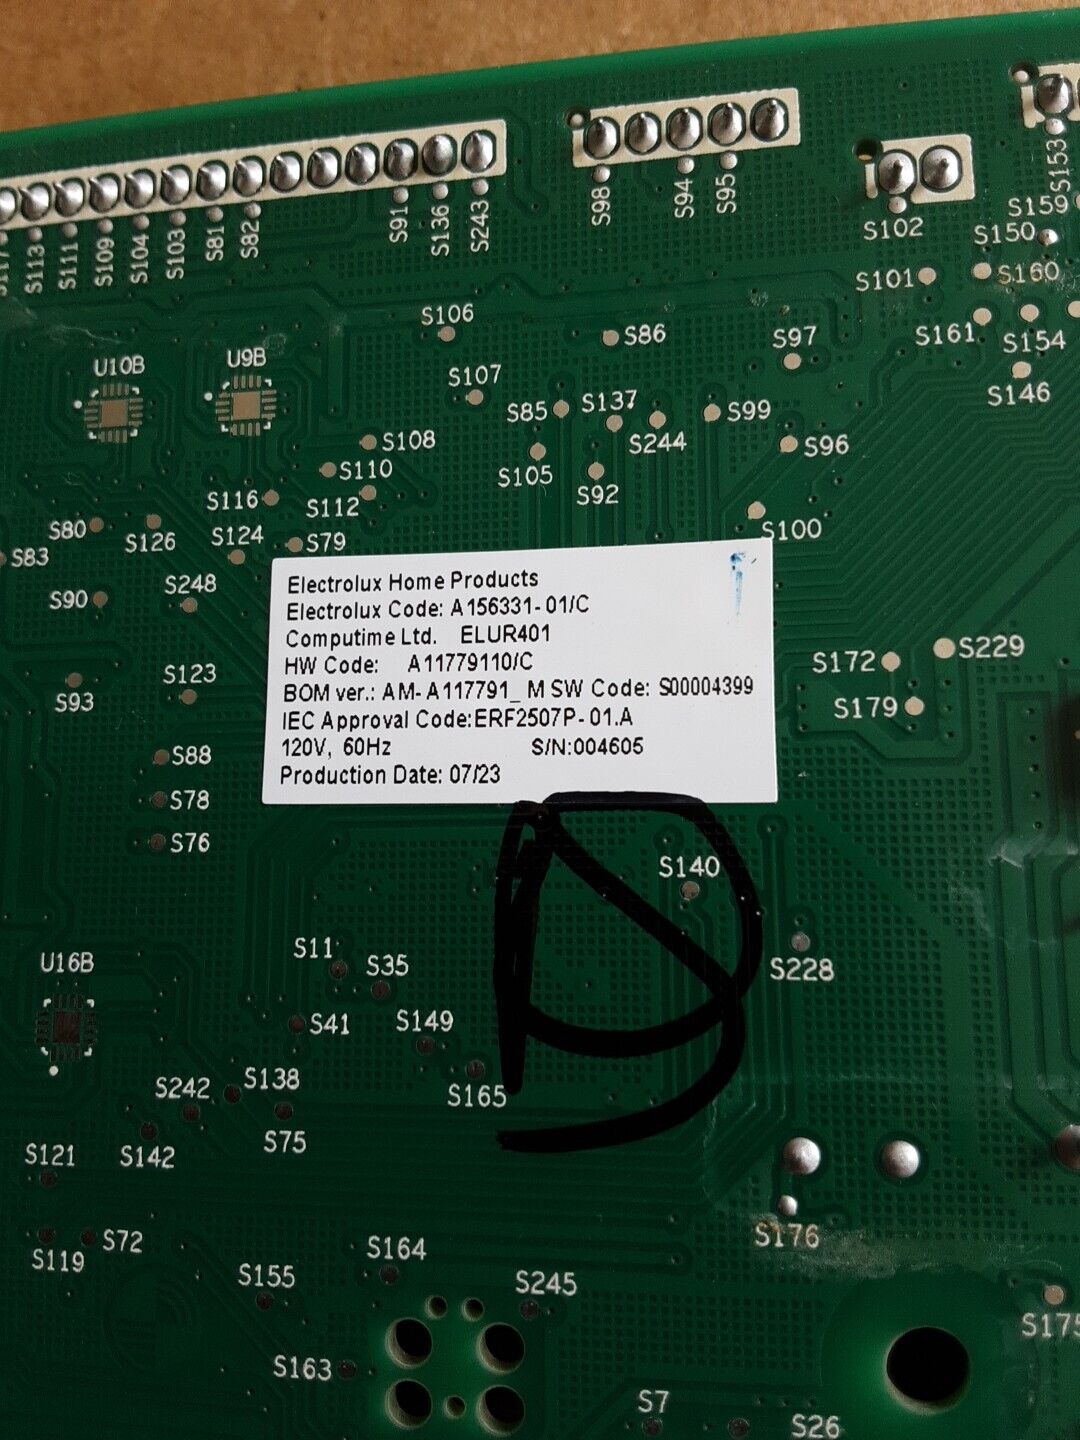 S113 S111 S109 S104 S103 S81 S82 S91 S136 S243 S98 S94 S95 S102 S153
S159
S150
S101 S160
S106 S86 S97 S161 S154
U10B U9B S107 S146
S85 S137 S99
S108 S244 S96
S110 S105 S92
S116 S112
S80 S126 S124 S79 S100
S83
S90 S248
Electrolux Home Products
Electrolux Code: A156331-01/C
Computime Ltd. ELUR401
HW Code: A11779110/C
BOM ver.: AM-A117791_M SW Code: S00004399
IEC Approval Code:ERF2507P-01.A
120V, 60Hz S/N:004605
Production Date: 07/23
S172 S229
S123
S93 S179
S88
S78
S76
S140
S11
U16B S35 S228
S41 S149
S242 S138 S165
S121 S142 S75
S176
S119 S72 S164
S155 S245
S175
S163
S7 S26